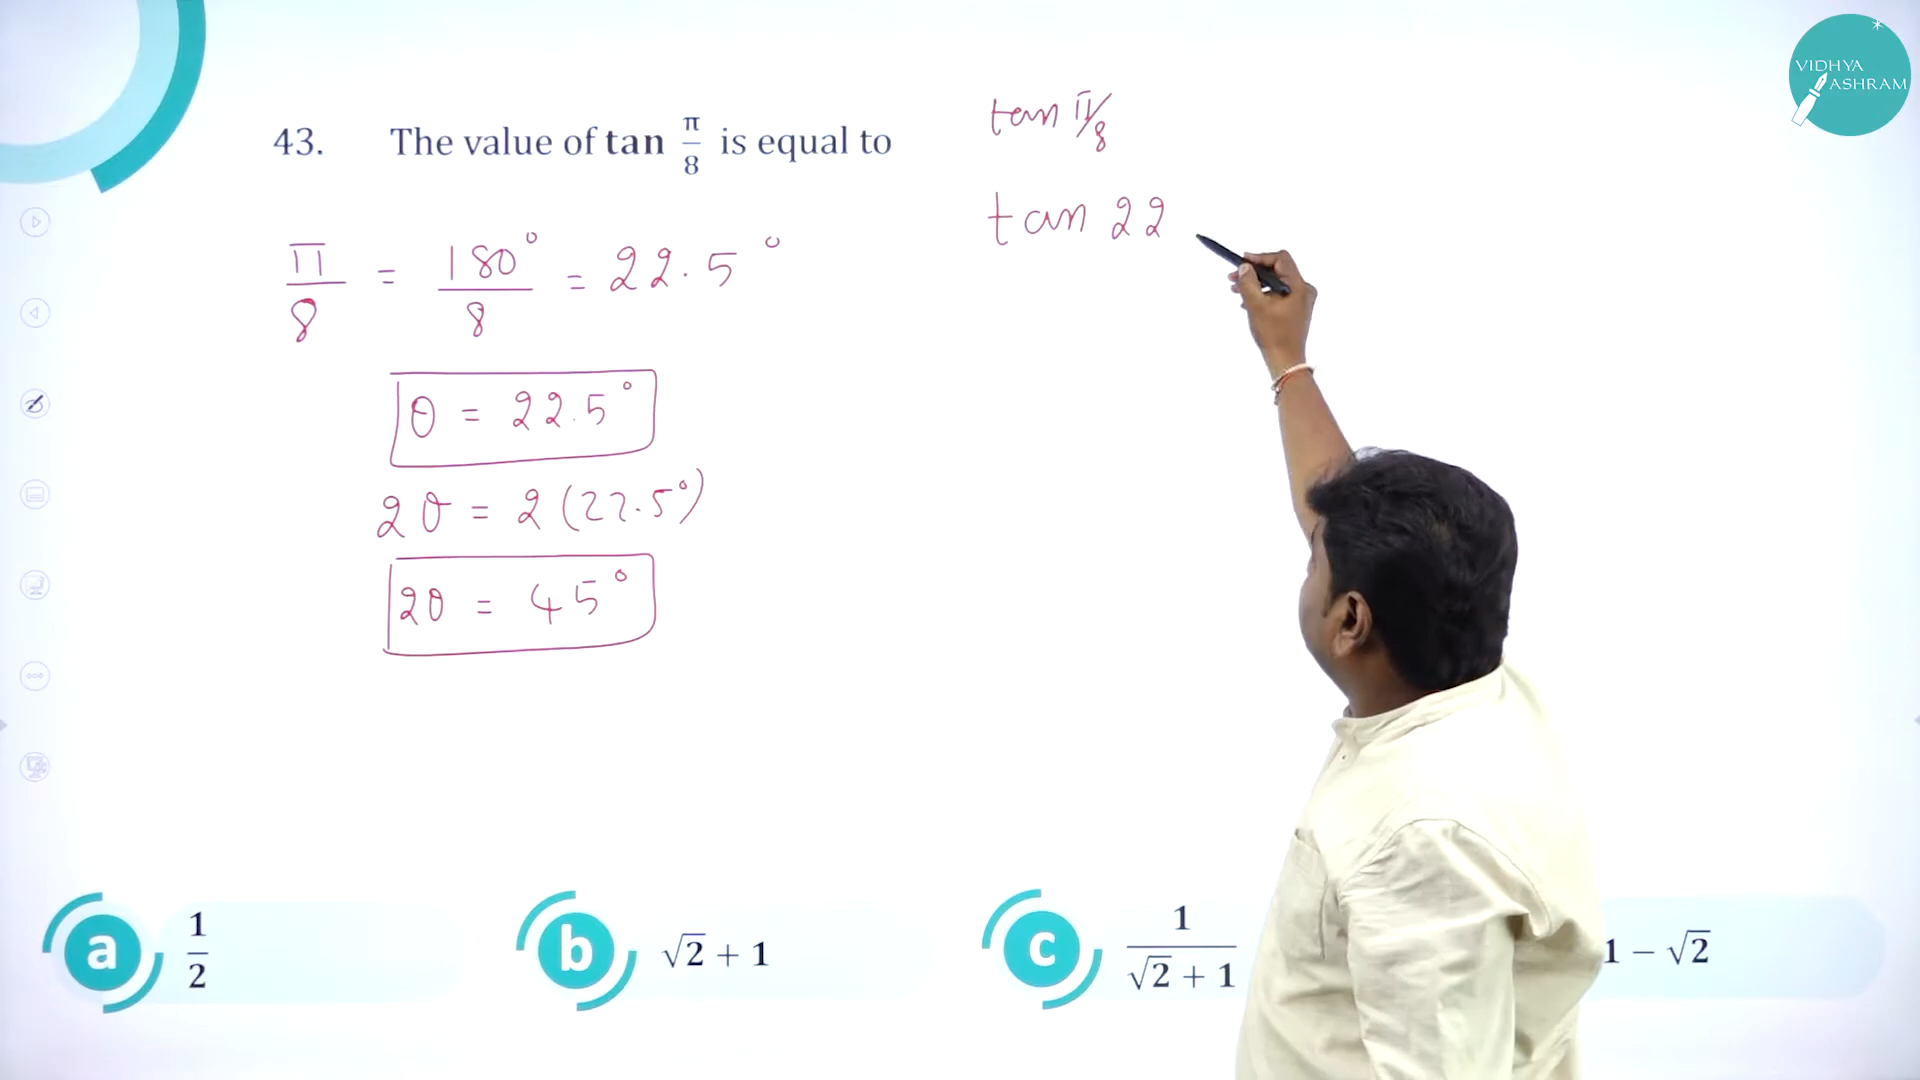 VIDHYA
ASHRAM
43. The value of tan π/8 is equal to
π/8 = 180°/8 = 22.5°
θ = 22.5°
2θ = 2(22.5°)
2θ = 45°
tan π/8
tan 22
a 1/2
b √2 + 1
c 1/(√2 + 1)
1 − √2